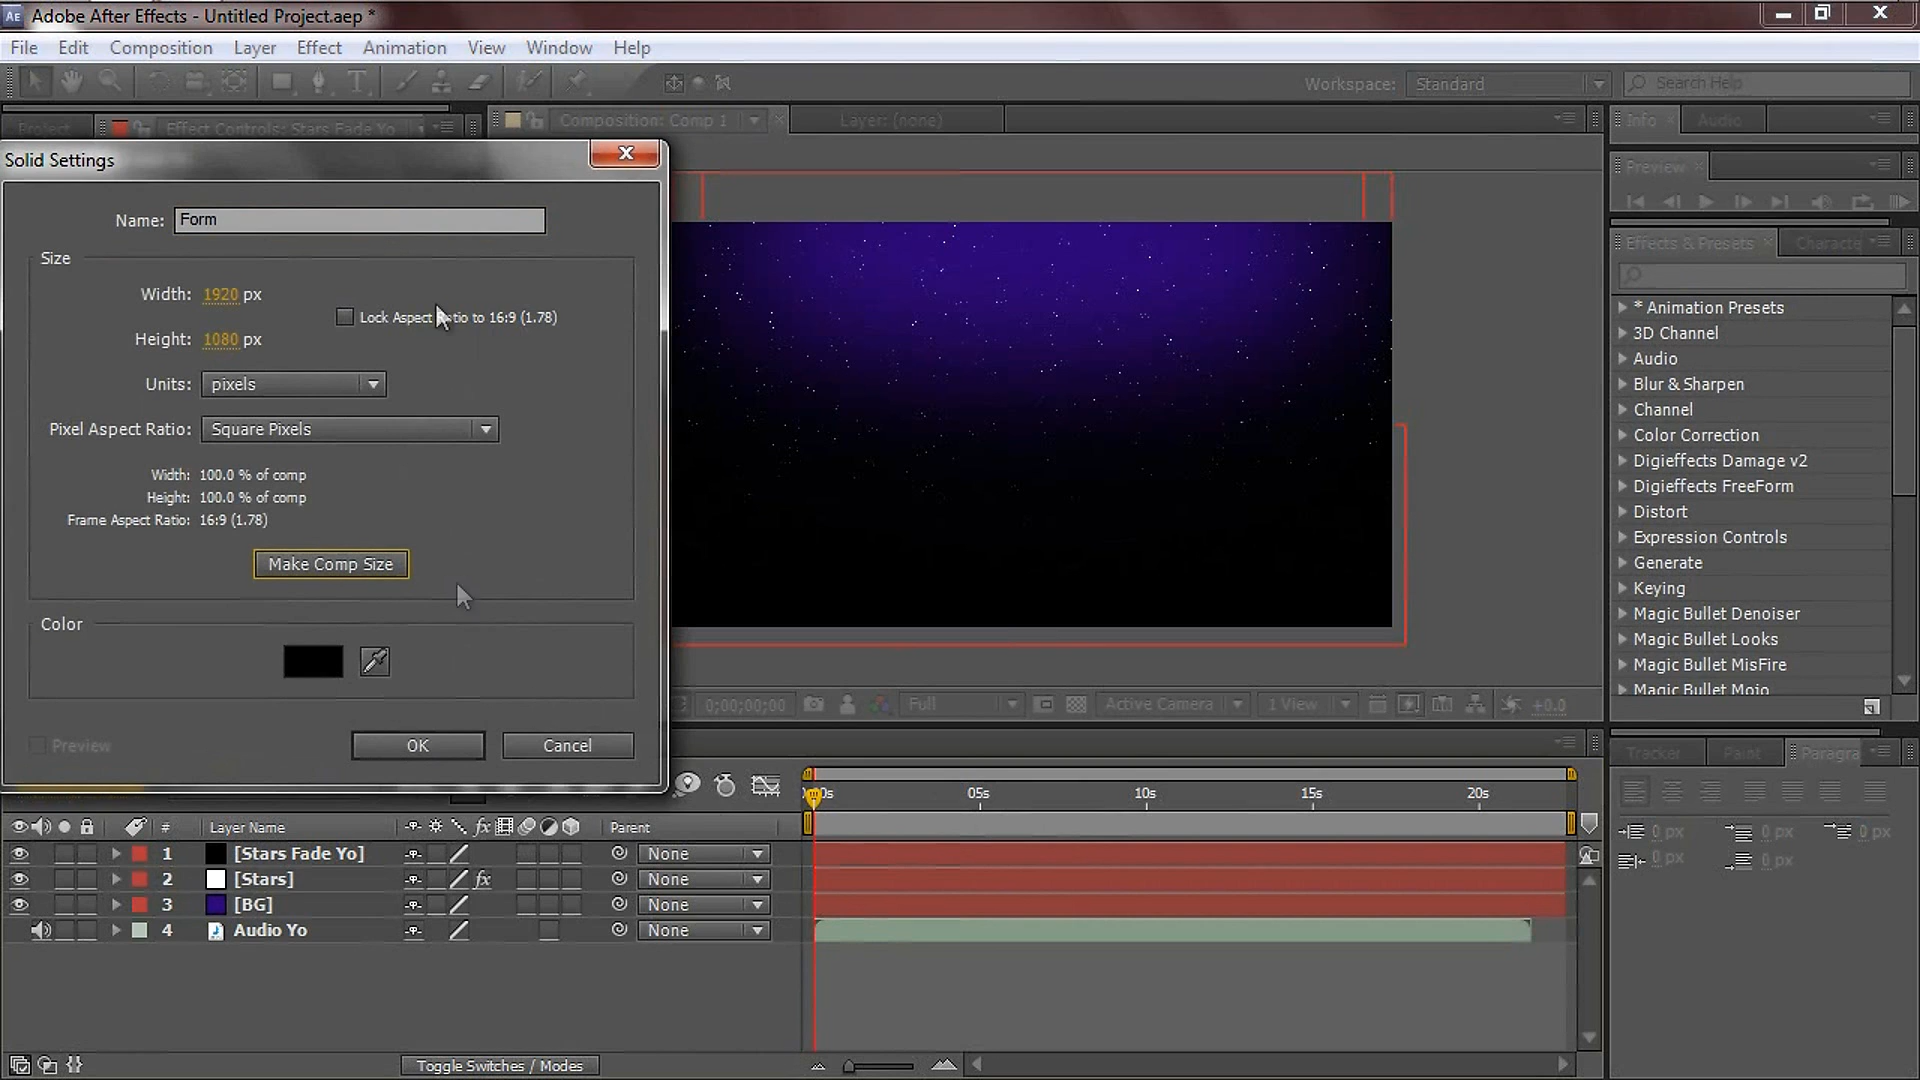 Adobe After Effects - Untitled Project.aep *
File Edit Composition Layer Effect Animation View Window Help
Workspace: Standard Search Help
Project Effect Controls: Stars Fade Yo Composition: Comp 1 Layer: (none) Info Audio
Solid Settings
Preview
Name: Form
Effects & Presets Characte
Size
Width: 1920 px
Lock Aspect Ratio to 16:9 (1.78)
Height: 1080 px
Units: pixels
Pixel Aspect Ratio: Square Pixels
Width: 100.0 % of comp
Height: 100.0 % of comp
Frame Aspect Ratio: 16:9 (1.78)
Make Comp Size
Color
Preview OK Cancel
* Animation Presets
3D Channel
Audio
Blur & Sharpen
Channel
Color Correction
Digieffects Damage v2
Digieffects FreeForm
Distort
Expression Controls
Generate
Keying
Magic Bullet Denoiser
Magic Bullet Looks
Magic Bullet MisFire
Magic Bullet Mojo
0;00;00;00 Full Active Camera 1 View +0.0
Tracker Paint Paragra
05s 10s 15s 20s
# Layer Name fx Parent
1 [Stars Fade Yo] None
2 [Stars] fx None
3 [BG] None
4 Audio Yo None
0 px 0 px 0 px
0 px 0 px
Toggle Switches / Modes